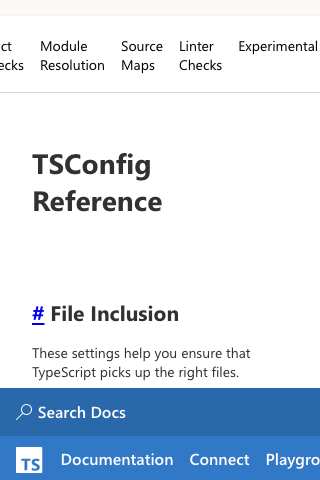 ct
ecks
Module
Resolution
Source
Maps
Linter
Checks
Experimental
TSConfig
Reference
# File Inclusion
These settings help you ensure that
TypeScript picks up the right files.
Search Docs
TS Documentation Connect Playgro